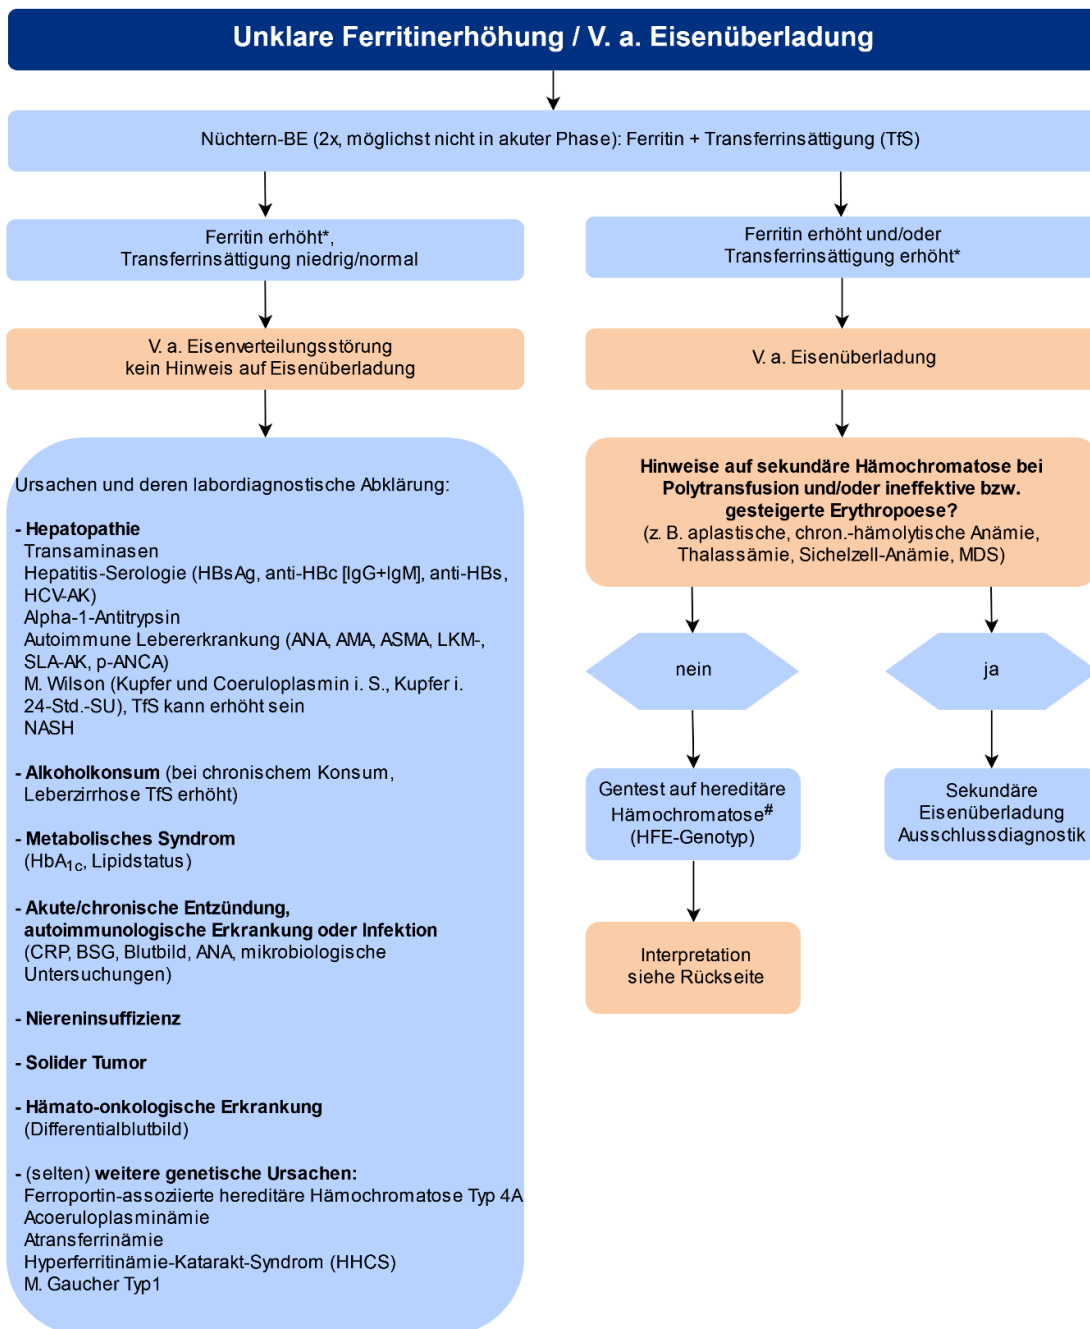 Unklare Ferritinerhöhung / V. a. Eisenüberladung
Nüchtern-BE (2x, möglichst nicht in akuter Phase): Ferritin + Transferrinsättigung (TfS)
Ferritin erhöht*,
Transferrinsättigung niedrig/normal
V. a. Eisenverteilungsstörung
kein Hinweis auf Eisenüberladung
Ursachen und deren labordiagnostische Abklärung:
- Hepatopathie
Transaminasen
Hepatitis-Serologie (HBsAg, anti-HBc [IgG+IgM], anti-HBs,
HCV-AK)
Alpha-1-Antitrypsin
Autoimmune Lebererkrankung (ANA, AMA, ASMA, LKM-,
SLA-AK, p-ANCA)
M. Wilson (Kupfer und Coeruloplasmin i. S., Kupfer i.
24-Std.-SU), TfS kann erhöht sein
NASH
- Alkoholkonsum (bei chronischem Konsum,
Leberzirrhose TfS erhöht)
- Metabolisches Syndrom
(HbA1c, Lipidstatus)
- Akute/chronische Entzündung,
autoimmunologische Erkrankung oder Infektion
(CRP, BSG, Blutbild, ANA, mikrobiologische
Untersuchungen)
- Niereninsuffizienz
- Solider Tumor
- Hämato-onkologische Erkrankung
(Differentialblutbild)
- (selten) weitere genetische Ursachen:
Ferroportin-assoziierte hereditäre Hämochromatose Typ 4A
Acoeruloplasminämie
Atransferrinämie
Hyperferritinämie-Katarakt-Syndrom (HHCS)
M. Gaucher Typ1
Ferritin erhöht und/oder
Transferrinsättigung erhöht*
V. a. Eisenüberladung
Hinweise auf sekundäre Hämochromatose bei
Polytransfusion und/oder ineffektive bzw.
gesteigerte Erythropoese?
(z. B. aplastische, chron.-hämolytische Anämie,
Thalassämie, Sichelzell-Anämie, MDS)
nein
ja
Gentest auf hereditäre
Hämochromatose#
(HFE-Genotyp)
Sekundäre
Eisenüberladung
Ausschlussdiagnostik
Interpretation
siehe Rückseite